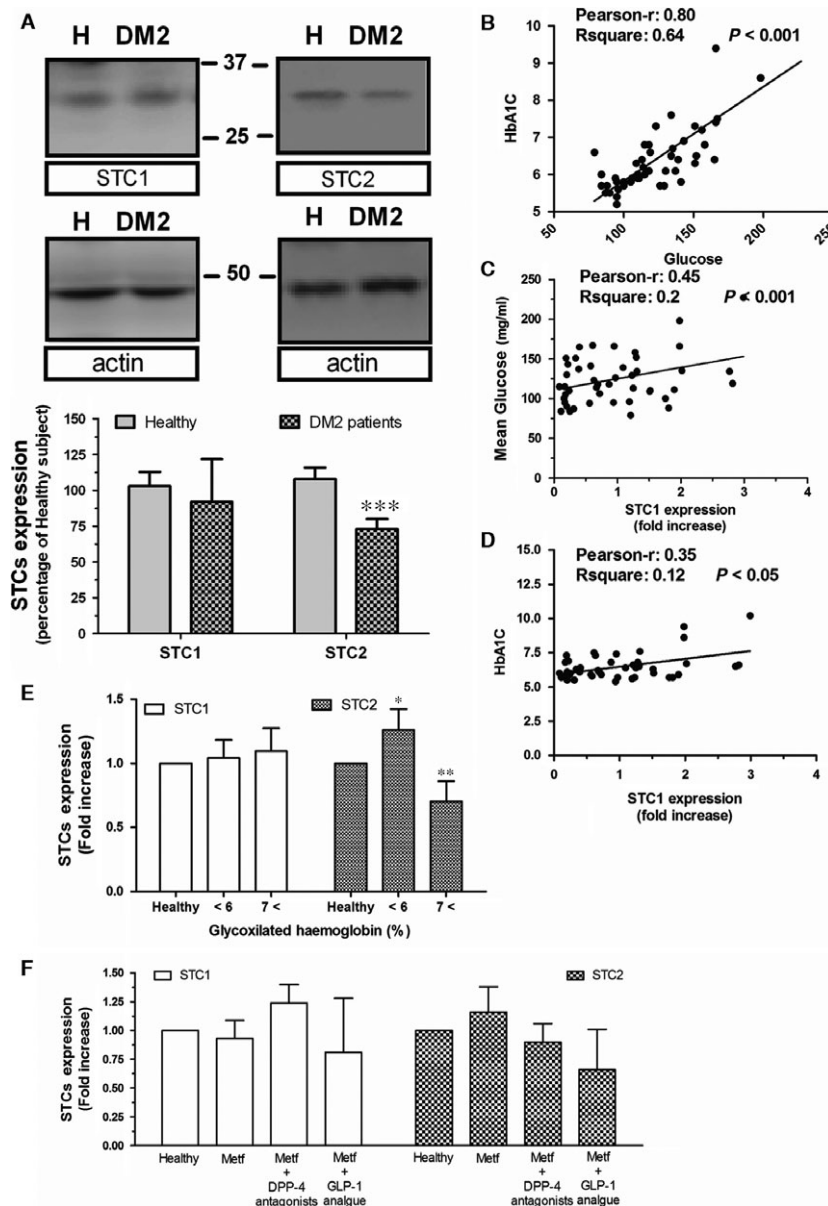 A
H DM2
H DM2
37
25
STC1
STC2
H DM2
H DM2
50
actin
actin
STCs expression
(percentage of Healthy subject)
Healthy
DM2 patients
150
125
100
75
50
25
0
***
STC1
STC2
B
Pearson-r: 0.80
Rsquare: 0.64
P < 0.001
HbA1C
10
9
8
7
6
5
50
100
150
200
250
Glucose
C
Pearson-r: 0.45
Rsquare: 0.2
P < 0.001
Mean Glucose (mg/ml)
250
200
150
100
50
0
0
1
2
3
4
STC1 expression
(fold increase)
D
Pearson-r: 0.35
Rsquare: 0.12
P < 0.05
HbA1C
12.5
10.0
7.5
5.0
2.5
0.0
0
1
2
3
4
STC1 expression
(fold increase)
E
STCs expression
(Fold increase)
1.5
1.0
0.5
0.0
STC1
STC2
*
**
Healthy
< 6
7 <
Healthy
< 6
7 <
Glycoxilated haemoglobin (%)
F
STCs expression
(Fold increase)
1.50
1.25
1.00
0.75
0.50
0.25
0.00
STC1
STC2
Healthy
Metf
Metf
+
DPP-4
antagonists
Metf
+
GLP-1
analgue
Healthy
Metf
Metf
+
DPP-4
antagonists
Metf
+
GLP-1
analgue